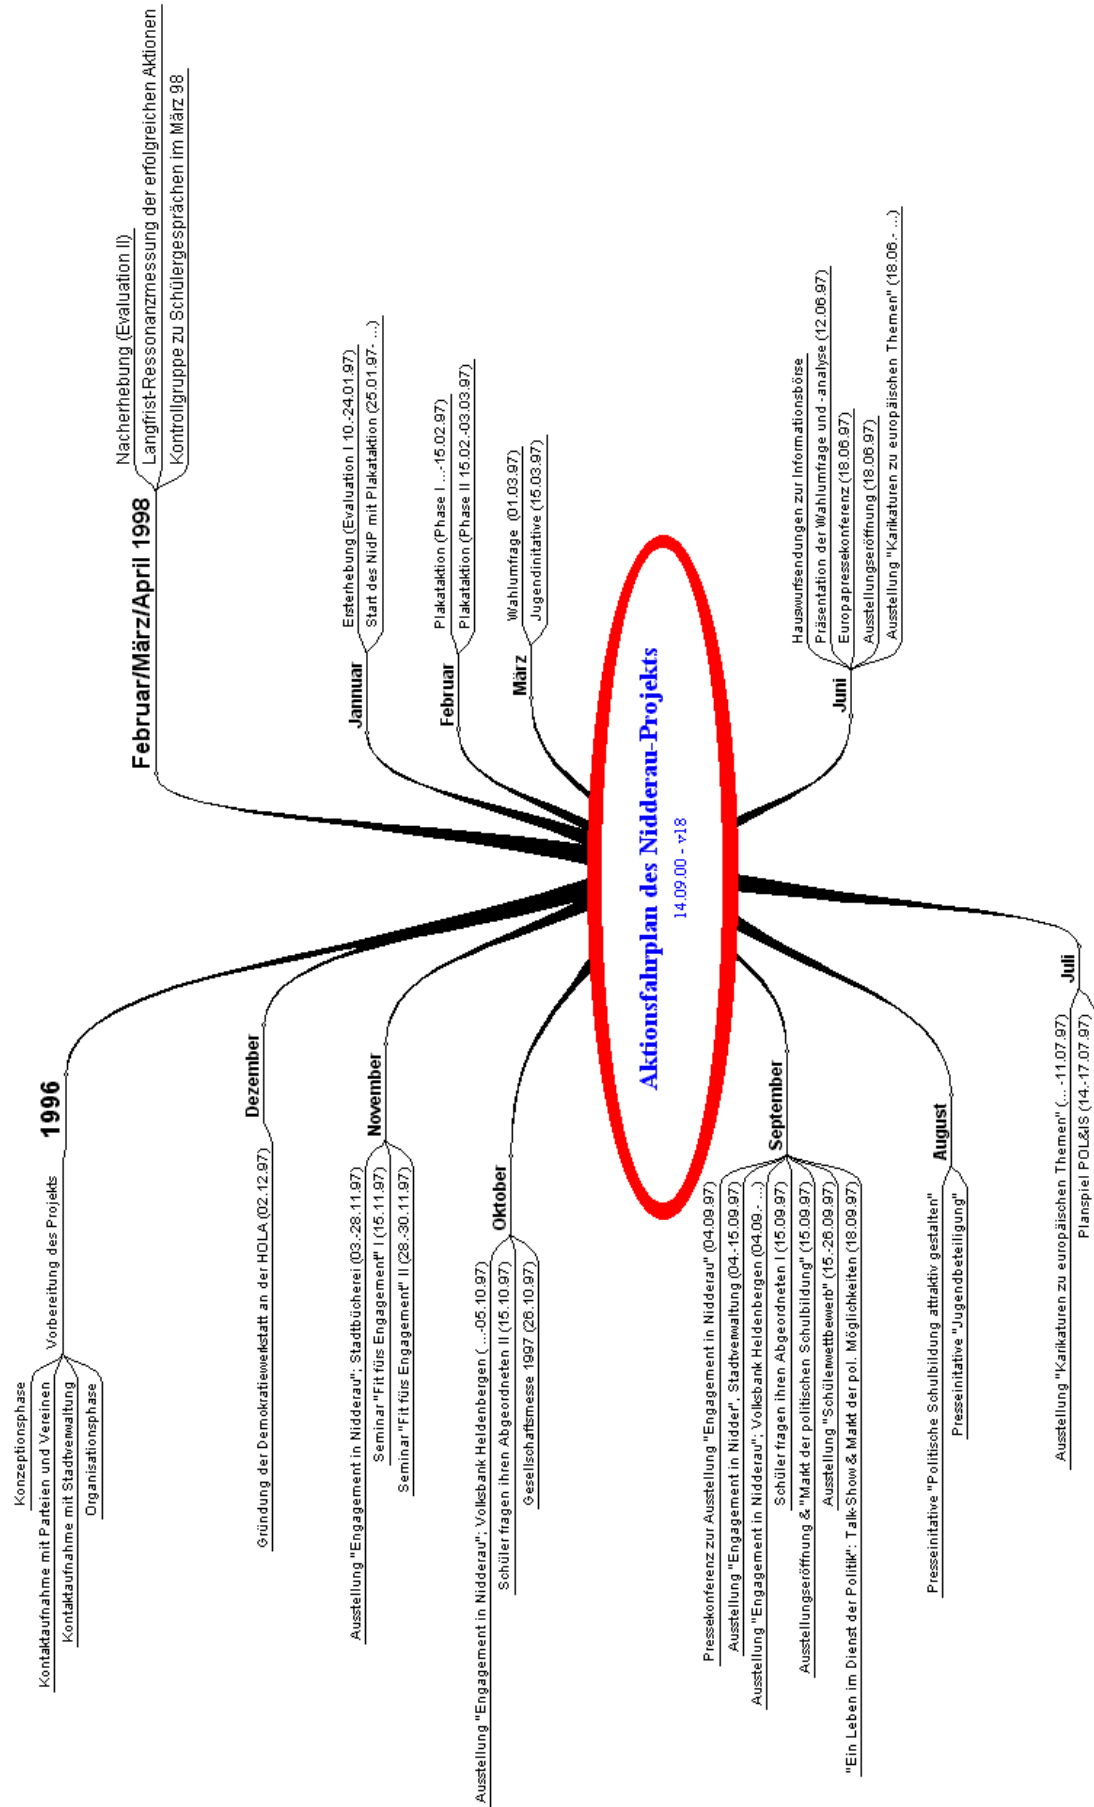 Aktionsfahrplan des Nidderau-Projekts
14.09.00 - v18
1996
Vorbereitung des Projekts
Konzeptionsphase
Kontaktaufnahme mit Parteien und Vereinen
Kontaktaufnahme mit Stadtverwaltung
Organisationsphase
Februar/März/April 1998
Nacherhebung (Evaluation II)
Langfrist-Ressonanzmessung der erfolgreichen Aktionen
Kontrollgruppe zu Schülergesprächen im März 98
Jannuar
Ersterhebung (Evaluation I 10.-24.01.97)
Start des NidP mit Plakataktion (25.01.97- ...)
Februar
Plakataktion (Phase I ...-15.02.97)
Plakataktion (Phase II 15.02.-03.03.97)
März
Wahlumfrage (01.03.97)
Jugendinitative (15.03.97)
Juni
Hauswurfsendungen zur Informationsbörse
Präsentation der Wahlumfrage und -analyse (12.06.97)
Europapressekonferenz (18.06.97)
Ausstellungseröffnung (18.06.97)
Ausstellung "Karikaturen zu europäischen Themen" (18.06.- ...)
Juli
Ausstellung "Karikaturen zu europäischen Themen" (... -11.07.97)
Planspiel POL&IS (14.-17.07.97)
August
Presseinitative "Politische Schulbildung attraktiv gestalten"
Presseinitative "Jugendbeteiligung"
September
Pressekonferenz zur Ausstellung "Engagement in Nidderau" (04.09.97)
Ausstellung "Engagement in Nidder", Stadtverwaltung (04.-15.09.97)
Ausstellung "Engagement in Nidderau"; Volksbank Heldenbergen (04.09.- ...)
Schüler fragen ihren Abgeordneten I (15.09.97)
Ausstellungseröffnung & "Markt der politischen Schulbildung" (15.09.97)
Ausstellung "Schülerwettbewerb" (15.-26.09.97)
"Ein Leben im Dienst der Politik"; Talk-Show & Markt der pol. Möglichkeiten (18.09.97)
Oktober
Ausstellung "Engagement in Nidderau"; Volksbank Heldenbergen ( ...-05.10.97)
Schüler fragen ihren Abgeordneten II (15.10.97)
Gesellschaftsmesse 1997 (26.10.97)
November
Ausstellung "Engagement in Nidderau"; Stadtbücherei (03.-28.11.97)
Seminar "Fit fürs Engagement" I (15.11.97)
Seminar "Fit fürs Engagement" II (28.-30.11.97)
Dezember
Gründung der Demokratiewerkstatt an der HOLA (02.12.97)